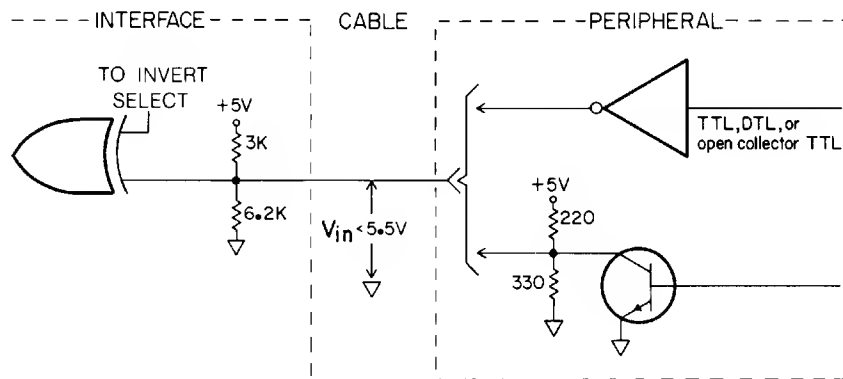 INTERFACE
CABLE
PERIPHERAL
TO INVERT
SELECT
+5V
3K
6.2K
Vin<5.5V
TTL, DTL, or
open collector TTL
+5V
220
330